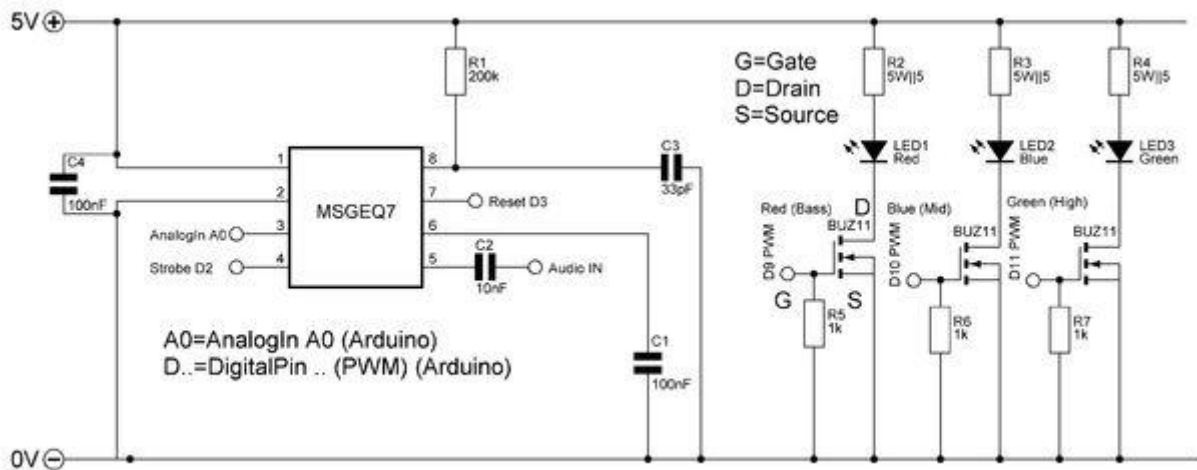 5V
R1
200k
G=Gate
D=Drain
S=Source
R2
5W||5
R3
5W||5
R4
5W||5
C4
100nF
1
2
3
4
MSGEQ7
8
7
6
5
C3
33pF
Reset D3
LED1
Red
LED2
Blue
LED3
Green
AnalogIn A0
Strobe D2
C2
10nF
Audio IN
Red (Bass)
D
BUZ11
D9 PWM
G
S
Blue (Mid)
BUZ11
D10 PWM
Green (High)
BUZ11
D11 PWM
R5
1k
R6
1k
R7
1k
A0=AnalogIn A0 (Arduino)
D..=DigitalPin .. (PWM) (Arduino)
C1
100nF
0V